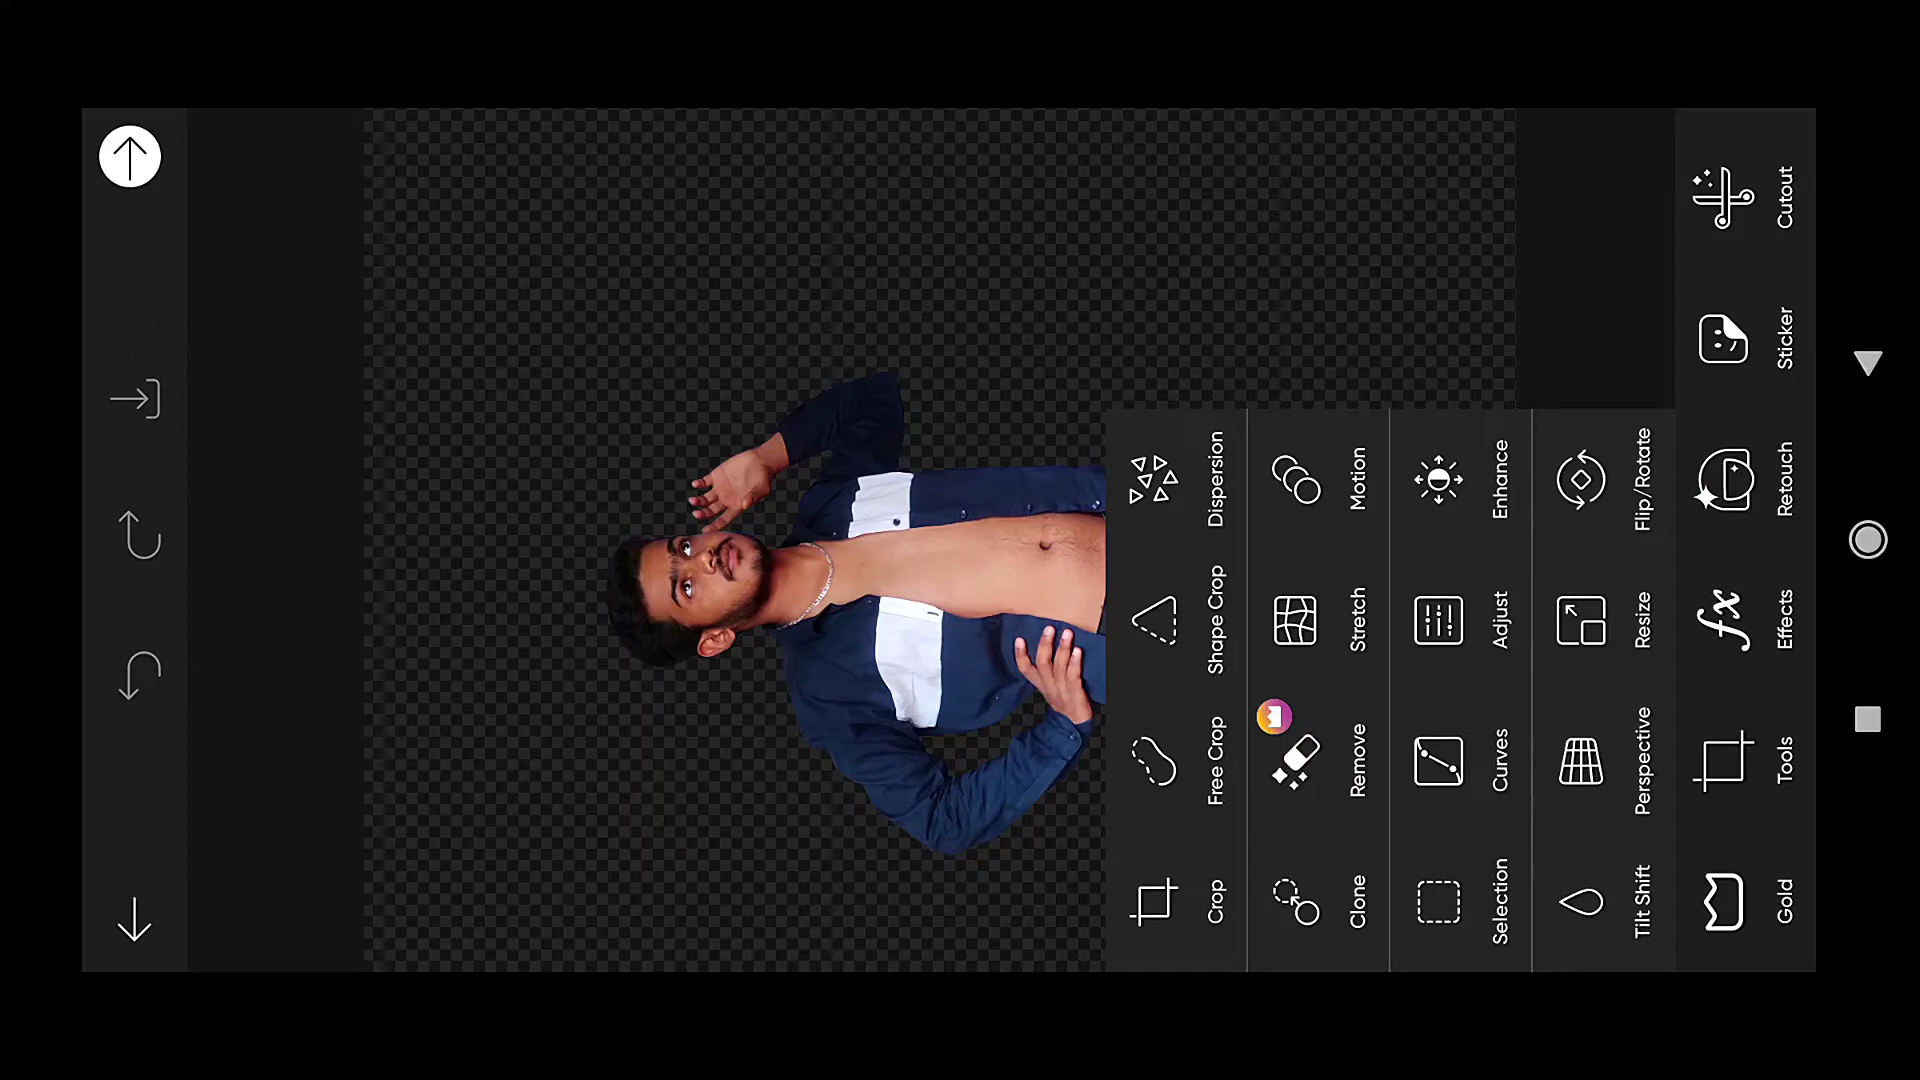 Crop
Free Crop
Shape Crop
Dispersion
Clone
Remove
Stretch
Motion
Selection
Curves
Adjust
Enhance
Tilt Shift
Perspective
Resize
Flip/Rotate
Gold
Tools
fx
Effects
Retouch
Sticker
Cutout